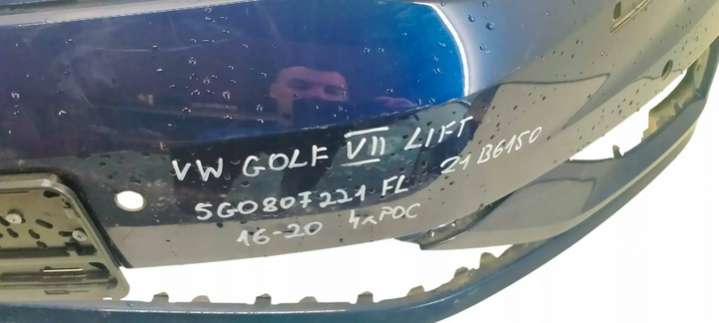 VW GOLF VII LIFT
5G0807221 FL 21B6150
16-20 4xPDC